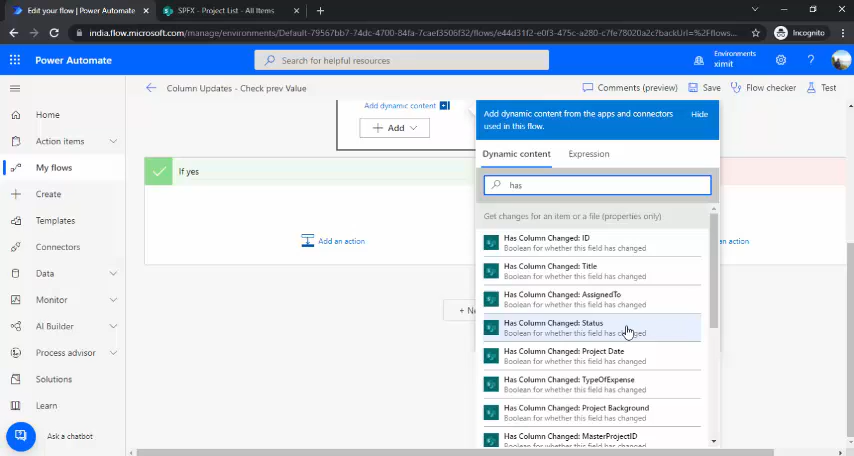 Edit your flow | Power Automate
SPFX - Project List - All Items
india.flow.microsoft.com/manage/environments/Default-79567bb7-74dc-4700-84fa-7caef3506f32/flows/e44d31f2-e0f3-475c-a280-c7fe78020a2c?backUrl=%2Fflows...
Incognito
Power Automate
Search for helpful resources
Environments
ximit
Column Updates - Check prev Value
Comments (preview)
Save
Flow checker
Test
Home
Action items
My flows
Create
Templates
Connectors
Data
Monitor
AI Builder
Process advisor
Solutions
Learn
Ask a chatbot
Add dynamic content
Add
If yes
Add an action
+ Ne
an action
Add dynamic content from the apps and connectors
used in this flow.
Hide
Dynamic content
Expression
has
Get changes for an item or a file (properties only)
Has Column Changed: ID
Boolean for whether this field has changed
Has Column Changed: Title
Boolean for whether this field has changed
Has Column Changed: AssignedTo
Boolean for whether this field has changed
Has Column Changed: Status
Boolean for whether this field has changed
Has Column Changed: Project Date
Boolean for whether this field has changed
Has Column Changed: TypeOfExpense
Boolean for whether this field has changed
Has Column Changed: Project Background
Boolean for whether this field has changed
Has Column Changed: MasterProjectID